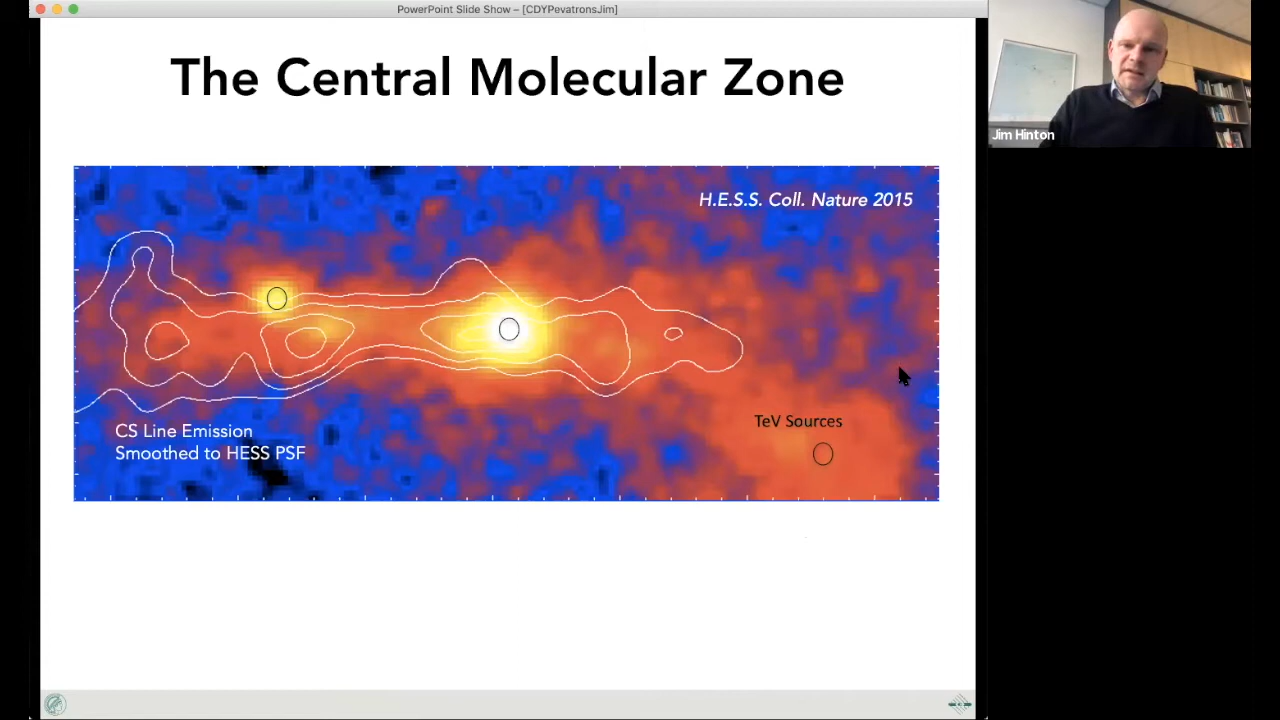 PowerPoint Slide Show – [CDYPevatronsJim]
The Central Molecular Zone
Jim Hinton
H.E.S.S. Coll. Nature 2015
TeV Sources
CS Line Emission
Smoothed to HESS PSF